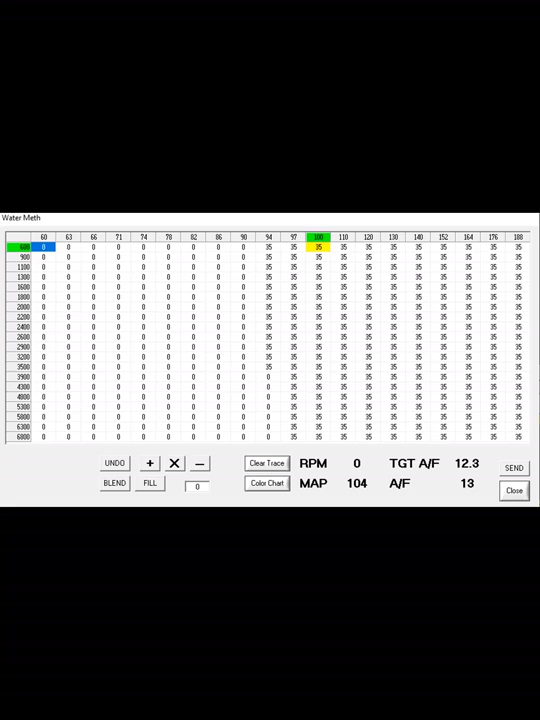 Water Meth
60 63 66 71 74 78 82 86 90 94 97 100 110 120 130 140 152 164 176 188
600 0 0 0 0 0 0 0 0 0 35 35 35 35 35 35 35 35 35 35 35
900 0 0 0 0 0 0 0 0 0 35 35 35 35 35 35 35 35 35 35 35
1100 0 0 0 0 0 0 0 0 0 35 35 35 35 35 35 35 35 35 35 35
1300 0 0 0 0 0 0 0 0 0 35 35 35 35 35 35 35 35 35 35 35
1600 0 0 0 0 0 0 0 0 0 35 35 35 35 35 35 35 35 35 35 35
1800 0 0 0 0 0 0 0 0 0 35 35 35 35 35 35 35 35 35 35 35
2000 0 0 0 0 0 0 0 0 0 35 35 35 35 35 35 35 35 35 35 35
2200 0 0 0 0 0 0 0 0 0 35 35 35 35 35 35 35 35 35 35 35
2400 0 0 0 0 0 0 0 0 0 35 35 35 35 35 35 35 35 35 35 35
2600 0 0 0 0 0 0 0 0 0 35 35 35 35 35 35 35 35 35 35 35
2900 0 0 0 0 0 0 0 0 0 35 35 35 35 35 35 35 35 35 35 35
3200 0 0 0 0 0 0 0 0 0 35 35 35 35 35 35 35 35 35 35 35
3500 0 0 0 0 0 0 0 0 0 35 35 35 35 35 35 35 35 35 35 35
3900 0 0 0 0 0 0 0 0 0 0 35 35 35 35 35 35 35 35 35 35
4300 0 0 0 0 0 0 0 0 0 0 35 35 35 35 35 35 35 35 35 35
4800 0 0 0 0 0 0 0 0 0 0 35 35 35 35 35 35 35 35 35 35
5300 0 0 0 0 0 0 0 0 0 0 35 35 35 35 35 35 35 35 35 35
5800 0 0 0 0 0 0 0 0 0 0 35 35 35 35 35 35 35 35 35 35
6300 0 0 0 0 0 0 0 0 0 0 35 35 35 35 35 35 35 35 35 35
6800 0 0 0 0 0 0 0 0 0 0 35 35 35 35 35 35 35 35 35 35
UNDO + X – Clear Trace RPM 0 TGT A/F 12.3 SEND
BLEND FILL 0 Color Chart MAP 104 A/F 13 Close